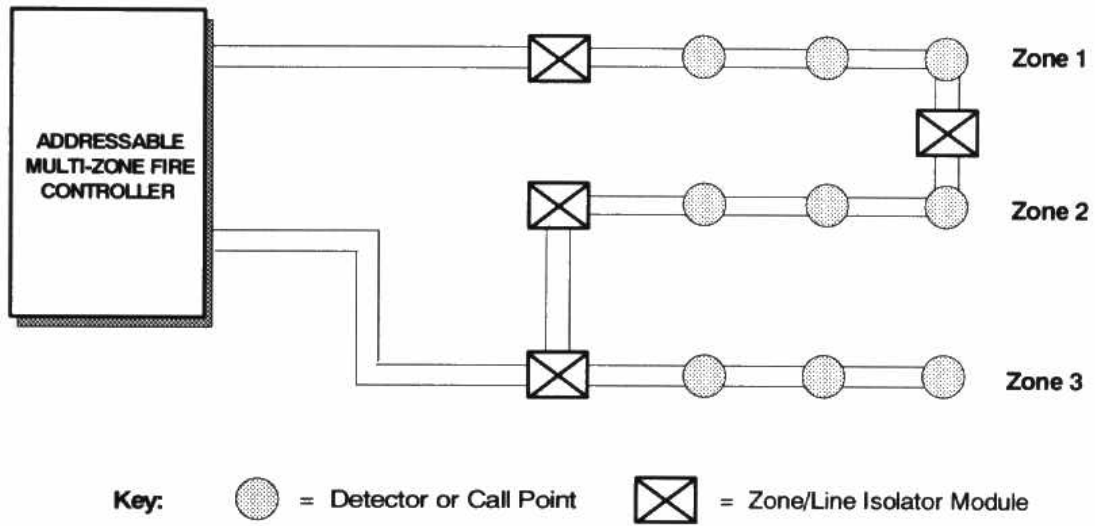 ADDRESSABLE
MULTI-ZONE FIRE
CONTROLLER
Zone 1
Zone 2
Zone 3
Key:
= Detector or Call Point
= Zone/Line Isolator Module